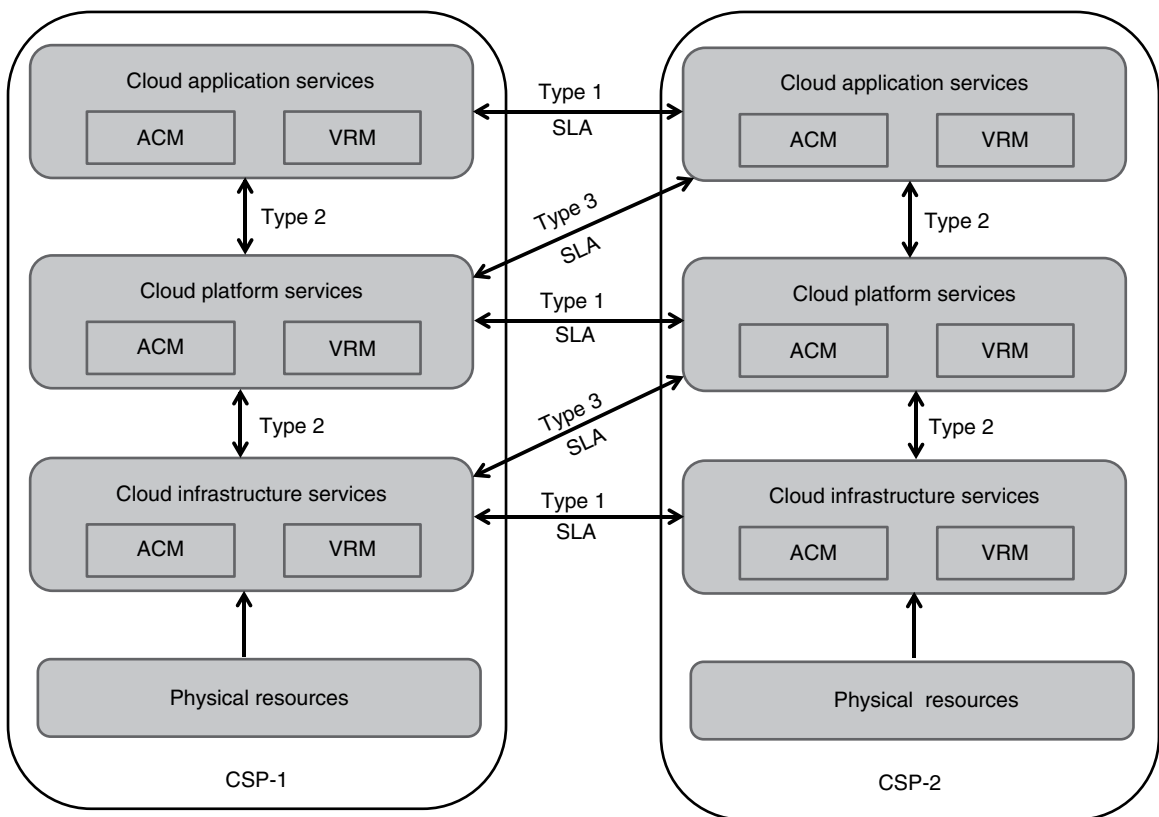 Cloud application services
ACM
VRM
Type 1
SLA
Cloud application services
ACM
VRM
Type 2
Type 3
SLA
Type 2
Cloud platform services
ACM
VRM
Type 1
SLA
Cloud platform services
ACM
VRM
Type 2
Type 3
SLA
Type 2
Cloud infrastructure services
ACM
VRM
Type 1
SLA
Cloud infrastructure services
ACM
VRM
Physical resources
Physical resources
CSP-1
CSP-2